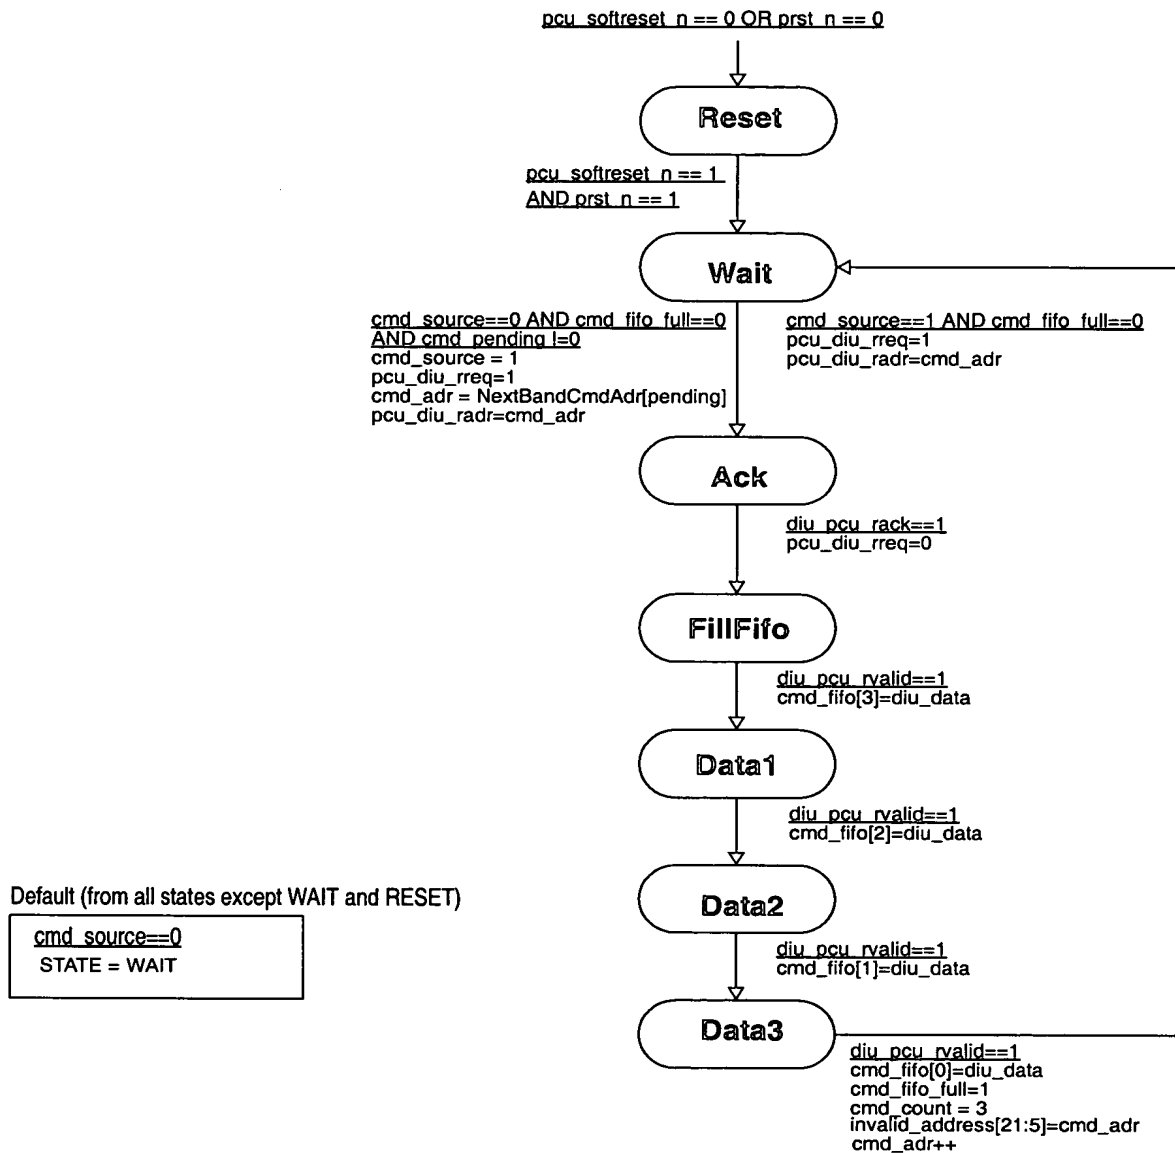 pcu_softreset_n == 0 OR prst_n == 0
Reset
pcu_softreset_n == 1
AND prst_n == 1
Wait
cmd_source==0 AND cmd_fifo_full==0
AND cmd_pending !=0
cmd_source = 1
pcu_diu_rreq=1
cmd_adr = NextBandCmdAdr[pending]
pcu_diu_radr=cmd_adr
cmd_source==1 AND cmd_fifo_full==0
pcu_diu_rreq=1
pcu_diu_radr=cmd_adr
Ack
diu_pcu_rack==1
pcu_diu_rreq=0
FillFifo
diu_pcu_rvalid==1
cmd_fifo[3]=diu_data
Data1
diu_pcu_rvalid==1
cmd_fifo[2]=diu_data
Default (from all states except WAIT and RESET)
cmd_source==0
STATE = WAIT
Data2
diu_pcu_rvalid==1
cmd_fifo[1]=diu_data
Data3
diu_pcu_rvalid==1
cmd_fifo[0]=diu_data
cmd_fifo_full=1
cmd_count = 3
invalid_address[21:5]=cmd_adr
cmd_adr++